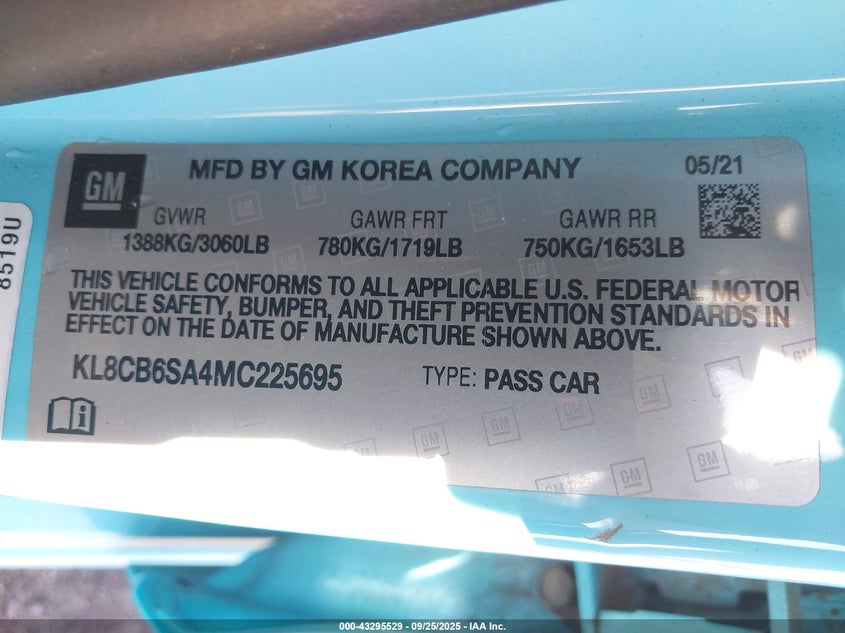 GM
MFD BY GM KOREA COMPANY
05/21
GVWR
GAWR FRT
GAWR RR
1388KG/3060LB
780KG/1719LB
750KG/1653LB
THIS VEHICLE CONFORMS TO ALL APPLICABLE U.S. FEDERAL MOTOR
VEHICLE SAFETY, BUMPER, AND THEFT PREVENTION STANDARDS IN
EFFECT ON THE DATE OF MANUFACTURE SHOWN ABOVE.
KL8CB6SA4MC225695
TYPE: PASS CAR
8519U
000-43295529 - 09/25/2025 - IAA Inc.